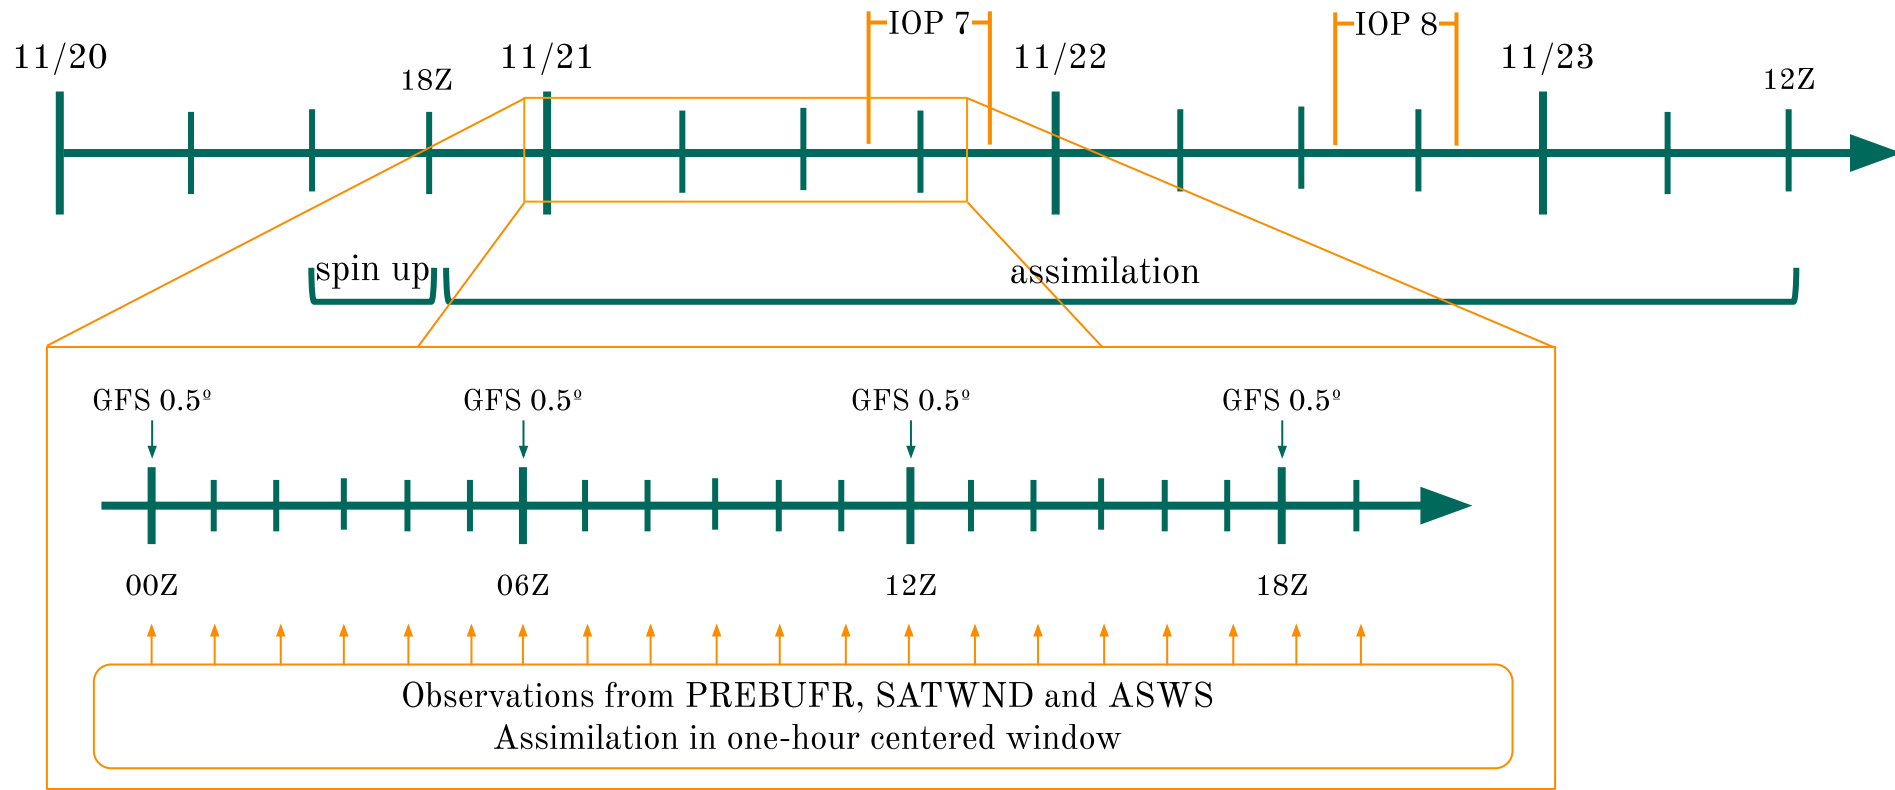 IOP 7
IOP 8
11/20
18Z
11/21
11/22
11/23
12Z
spin up
assimilation
GFS 0.5º
GFS 0.5º
GFS 0.5º
GFS 0.5º
00Z
06Z
12Z
18Z
Observations from PREBUFR, SATWND and ASWS
Assimilation in one-hour centered window